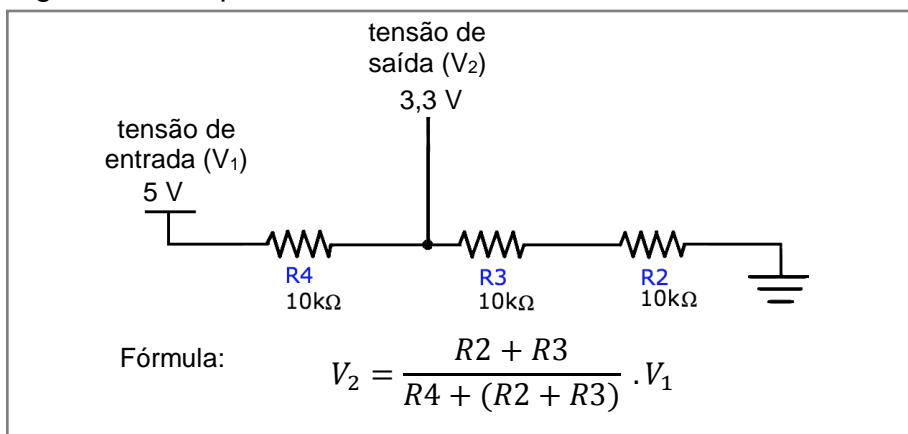 tensão de
saída (V₂)
3,3 V
tensão de
entrada (V₁)
5 V
R4
10kΩ
R3
10kΩ
R2
10kΩ
Fórmula:
V₂ = (R2 + R3) / (R4 + (R2 + R3)) . V₁